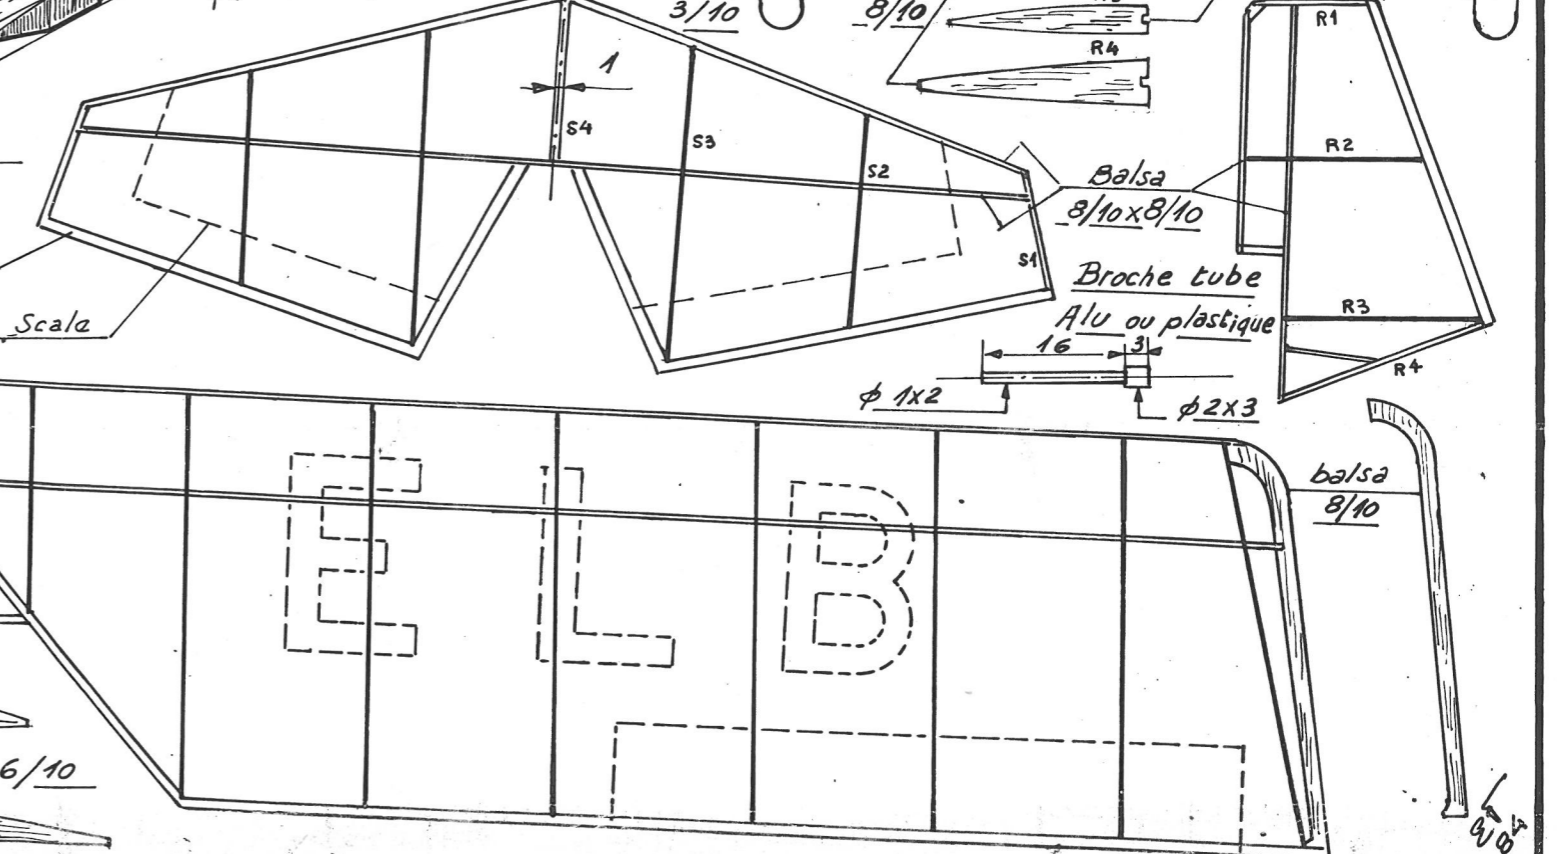 3/10
8/10
R4
R1
1
S4
S3
S2
S1
R2
Balsa
8/10x8/10
Scale
Broche tube
Alu ou plastique
16
3
R3
R4
φ 1x2
φ 2x3
balsa
8/10
E L B
6/10